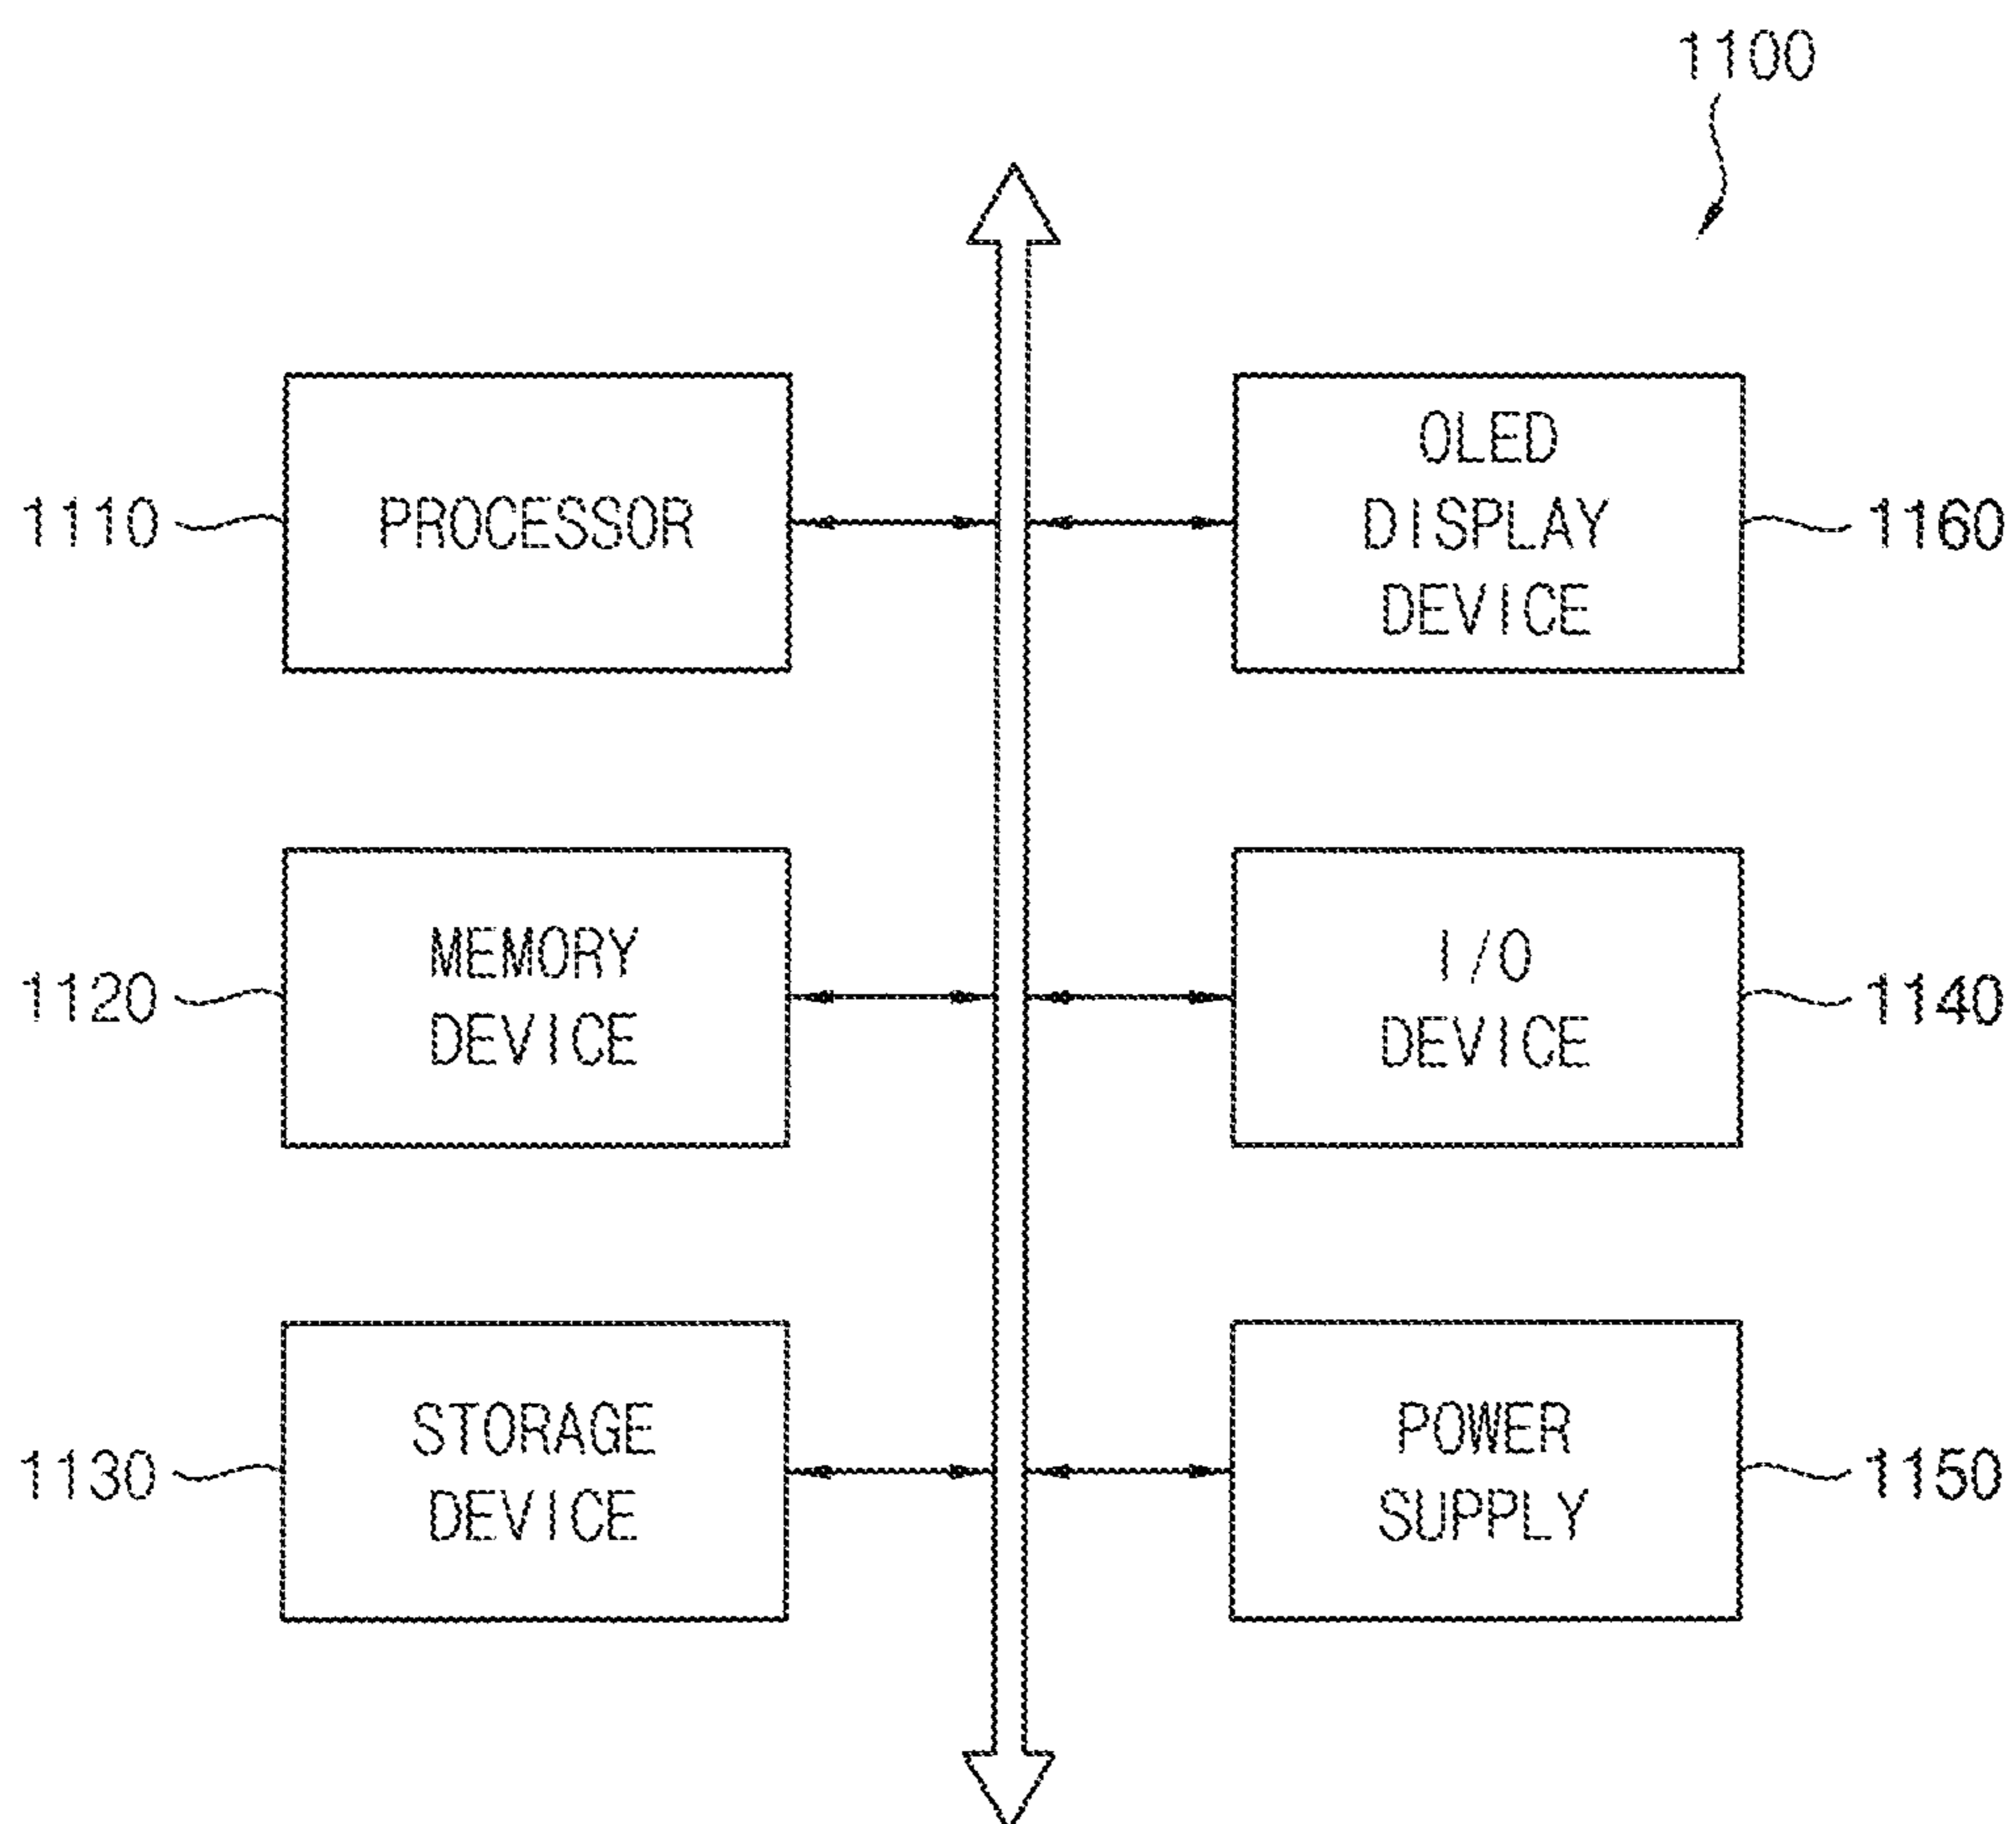 1100
1110
PROCESSOR
OLED
DISPLAY
DEVICE
1160
1120
MEMORY
DEVICE
I/O
DEVICE
1140
1130
STORAGE
DEVICE
POWER
SUPPLY
1150